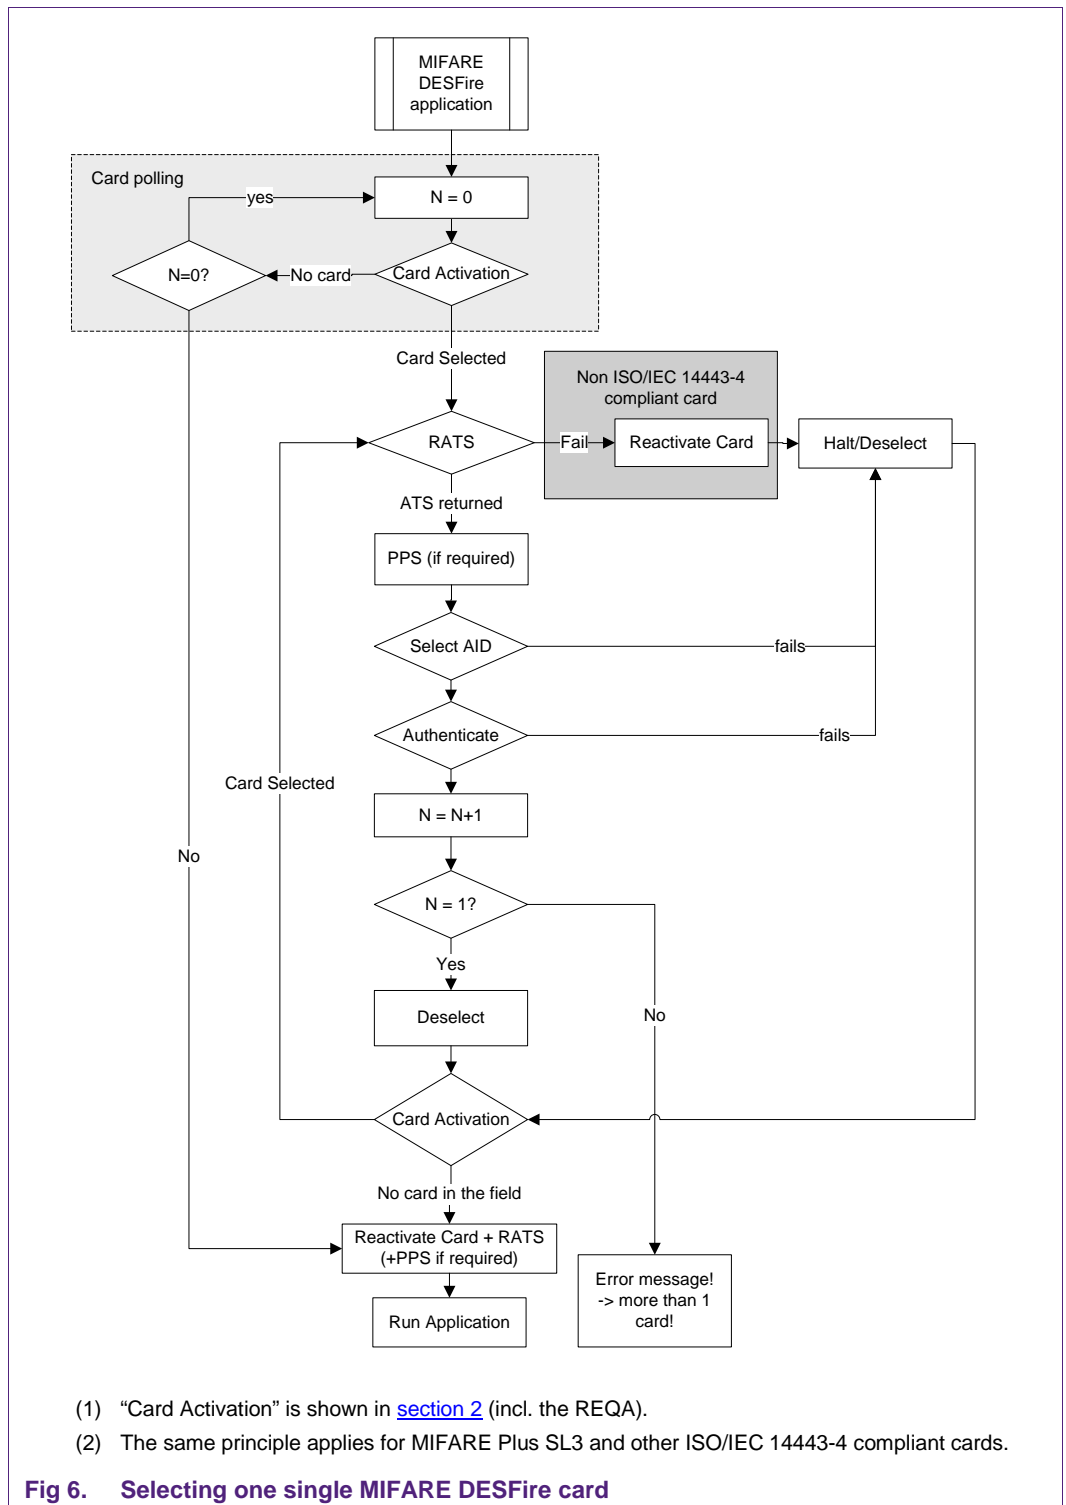 MIFARE
DESFire
application
Card polling
yes
N = 0
N=0?
No card
Card Activation
Card Selected
Non ISO/IEC 14443-4
compliant card
RATS
Fail
Reactivate Card
Halt/Deselect
ATS returned
PPS (if required)
Select AID
fails
Authenticate
fails
Card Selected
N = N+1
No
N = 1?
Yes
Deselect
No
Card Activation
No card in the field
Reactivate Card + RATS
(+PPS if required)
Error message!
-> more than 1
card!
Run Application
(1) “Card Activation” is shown in section 2 (incl. the REQA).
(2) The same principle applies for MIFARE Plus SL3 and other ISO/IEC 14443-4 compliant cards.
Fig 6. Selecting one single MIFARE DESFire card